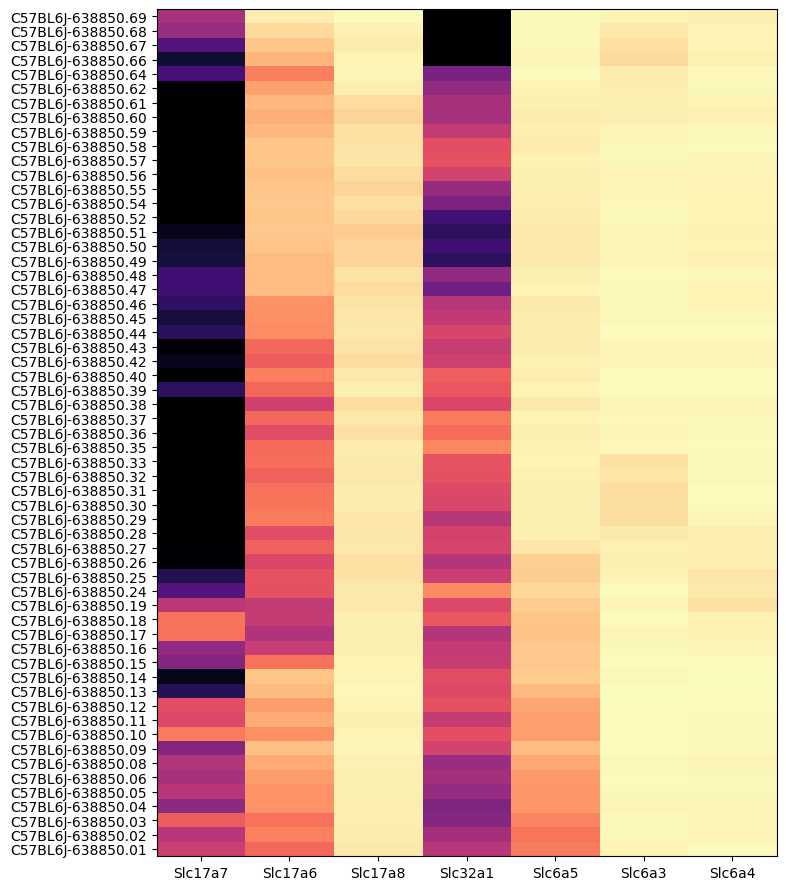 C57BL6J-638850.69
C57BL6J-638850.68
C57BL6J-638850.67
C57BL6J-638850.66
C57BL6J-638850.64
C57BL6J-638850.62
C57BL6J-638850.61
C57BL6J-638850.60
C57BL6J-638850.59
C57BL6J-638850.58
C57BL6J-638850.57
C57BL6J-638850.56
C57BL6J-638850.55
C57BL6J-638850.54
C57BL6J-638850.52
C57BL6J-638850.51
C57BL6J-638850.50
C57BL6J-638850.49
C57BL6J-638850.48
C57BL6J-638850.47
C57BL6J-638850.46
C57BL6J-638850.45
C57BL6J-638850.44
C57BL6J-638850.43
C57BL6J-638850.42
C57BL6J-638850.40
C57BL6J-638850.39
C57BL6J-638850.38
C57BL6J-638850.37
C57BL6J-638850.36
C57BL6J-638850.35
C57BL6J-638850.33
C57BL6J-638850.32
C57BL6J-638850.31
C57BL6J-638850.30
C57BL6J-638850.29
C57BL6J-638850.28
C57BL6J-638850.27
C57BL6J-638850.26
C57BL6J-638850.25
C57BL6J-638850.24
C57BL6J-638850.19
C57BL6J-638850.18
C57BL6J-638850.17
C57BL6J-638850.16
C57BL6J-638850.15
C57BL6J-638850.14
C57BL6J-638850.13
C57BL6J-638850.12
C57BL6J-638850.11
C57BL6J-638850.10
C57BL6J-638850.09
C57BL6J-638850.08
C57BL6J-638850.06
C57BL6J-638850.05
C57BL6J-638850.04
C57BL6J-638850.03
C57BL6J-638850.02
C57BL6J-638850.01
Slc17a7 Slc17a6 Slc17a8 Slc32a1 Slc6a5 Slc6a3 Slc6a4